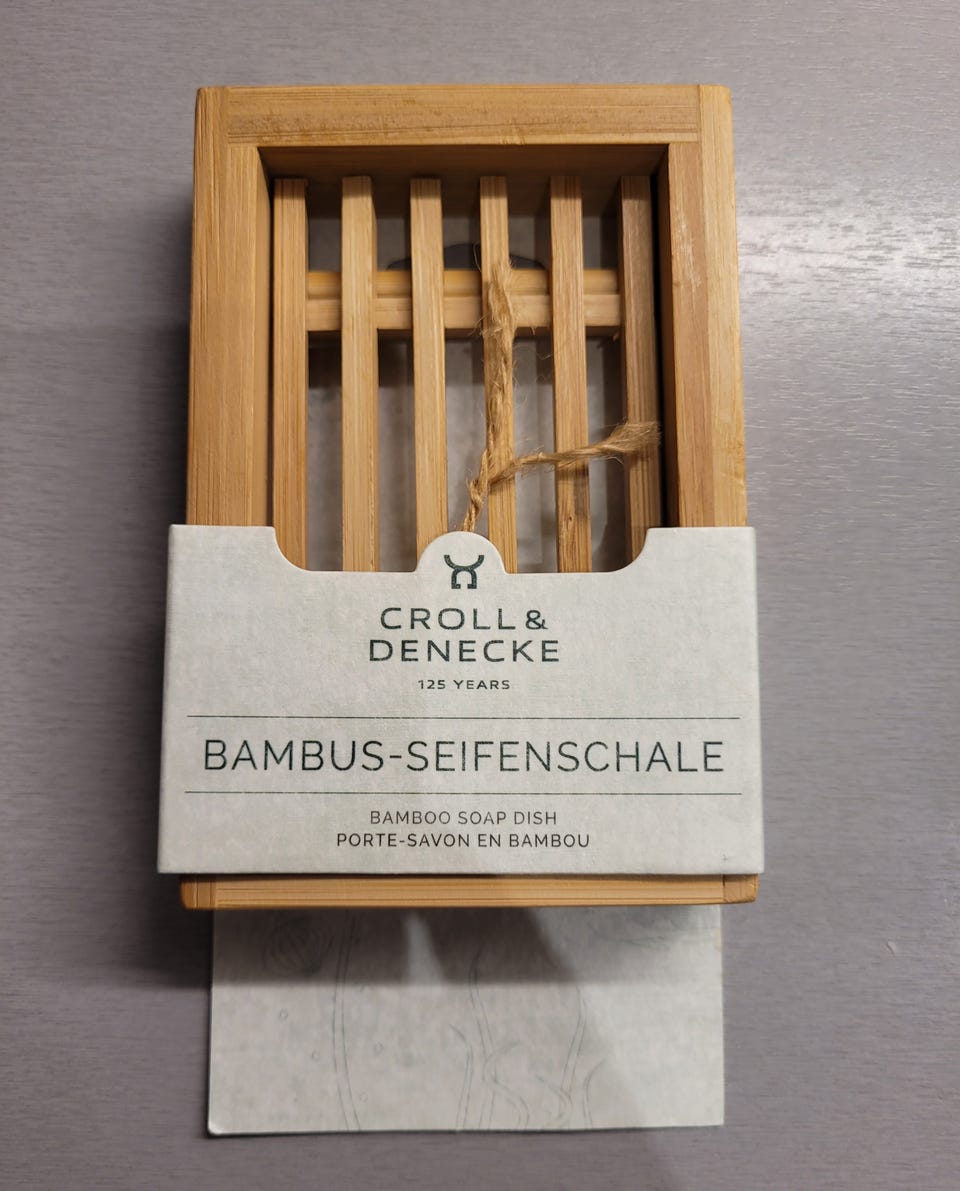 CROLL &
DENECKE
125 YEARS
BAMBUS-SEIFENSCHALE
BAMBOO SOAP DISH
PORTE-SAVON EN BAMBOU